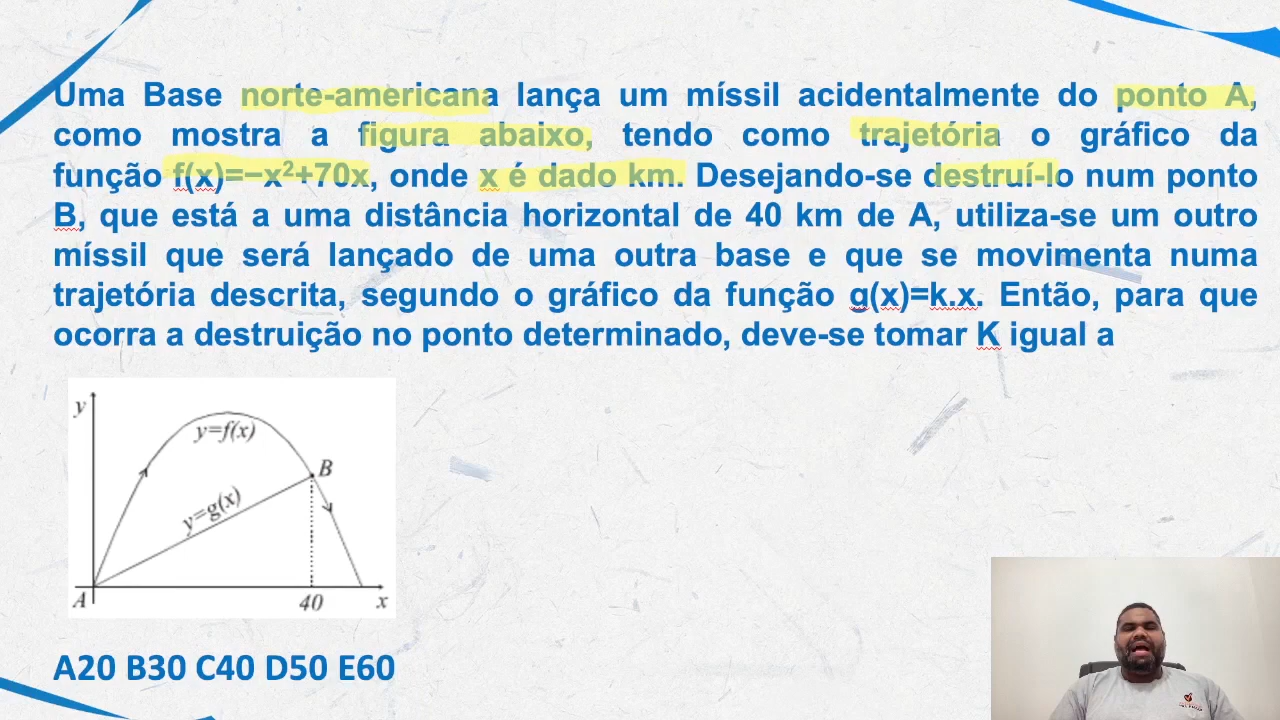 Uma Base norte-americana lança um míssil acidentalmente do ponto A,
como mostra a figura abaixo, tendo como trajetória o gráfico da
função f(x)=−x²+70x, onde x é dado km. Desejando-se destruí-lo num ponto
B, que está a uma distância horizontal de 40 km de A, utiliza-se um outro
míssil que será lançado de uma outra base e que se movimenta numa
trajetória descrita, segundo o gráfico da função g(x)=k.x. Então, para que
ocorra a destruição no ponto determinado, deve-se tomar K igual a
y
y=f(x)
B
y=g(x)
A
40
x
A20 B30 C40 D50 E60